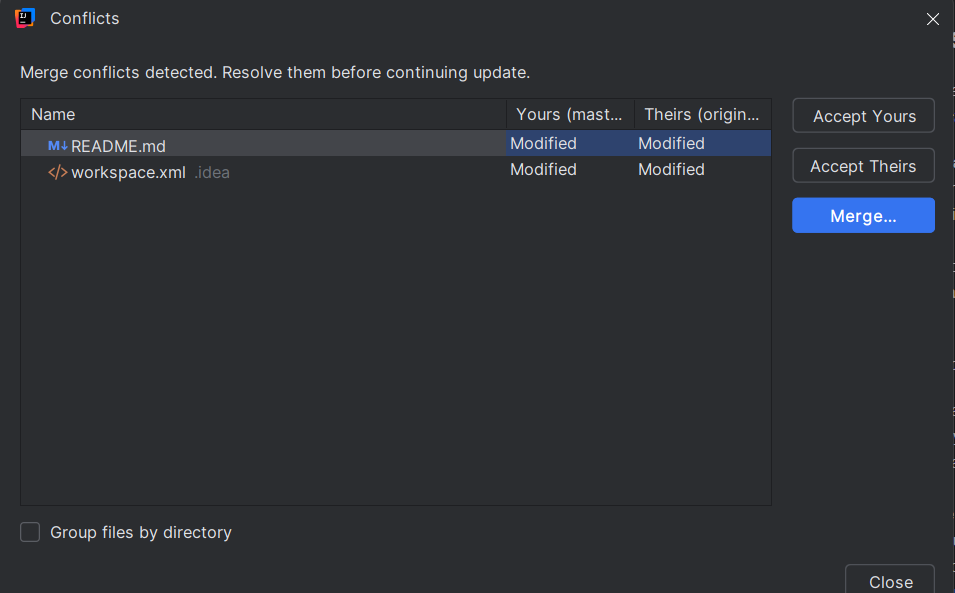 Conflicts
Merge conflicts detected. Resolve them before continuing update.
Name Yours (mast... Theirs (origin...
README.md Modified Modified
workspace.xml .idea Modified Modified
Accept Yours
Accept Theirs
Merge...
Group files by directory
Close